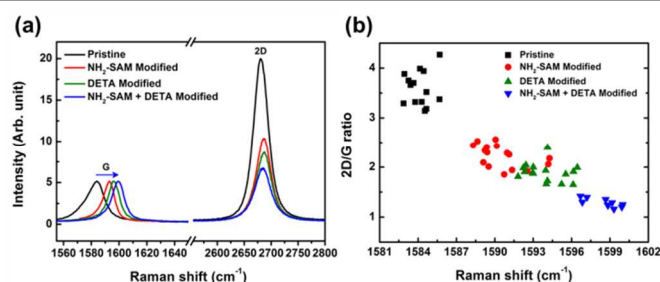 (a)
Intensity (Arb. unit)
20
15
10
5
0
Pristine
NH₂-SAM Modified
DETA Modified
NH₂-SAM + DETA Modified
2D
G
1560 1600 1640 2600 2650 2700 2750 2800
Raman shift (cm⁻¹)
(b)
2D/G ratio
4
3
2
1
Pristine
NH₂-SAM Modified
DETA Modified
NH₂-SAM + DETA Modified
1581 1584 1587 1590 1593 1596 1599 1602
Raman shift (cm⁻¹)